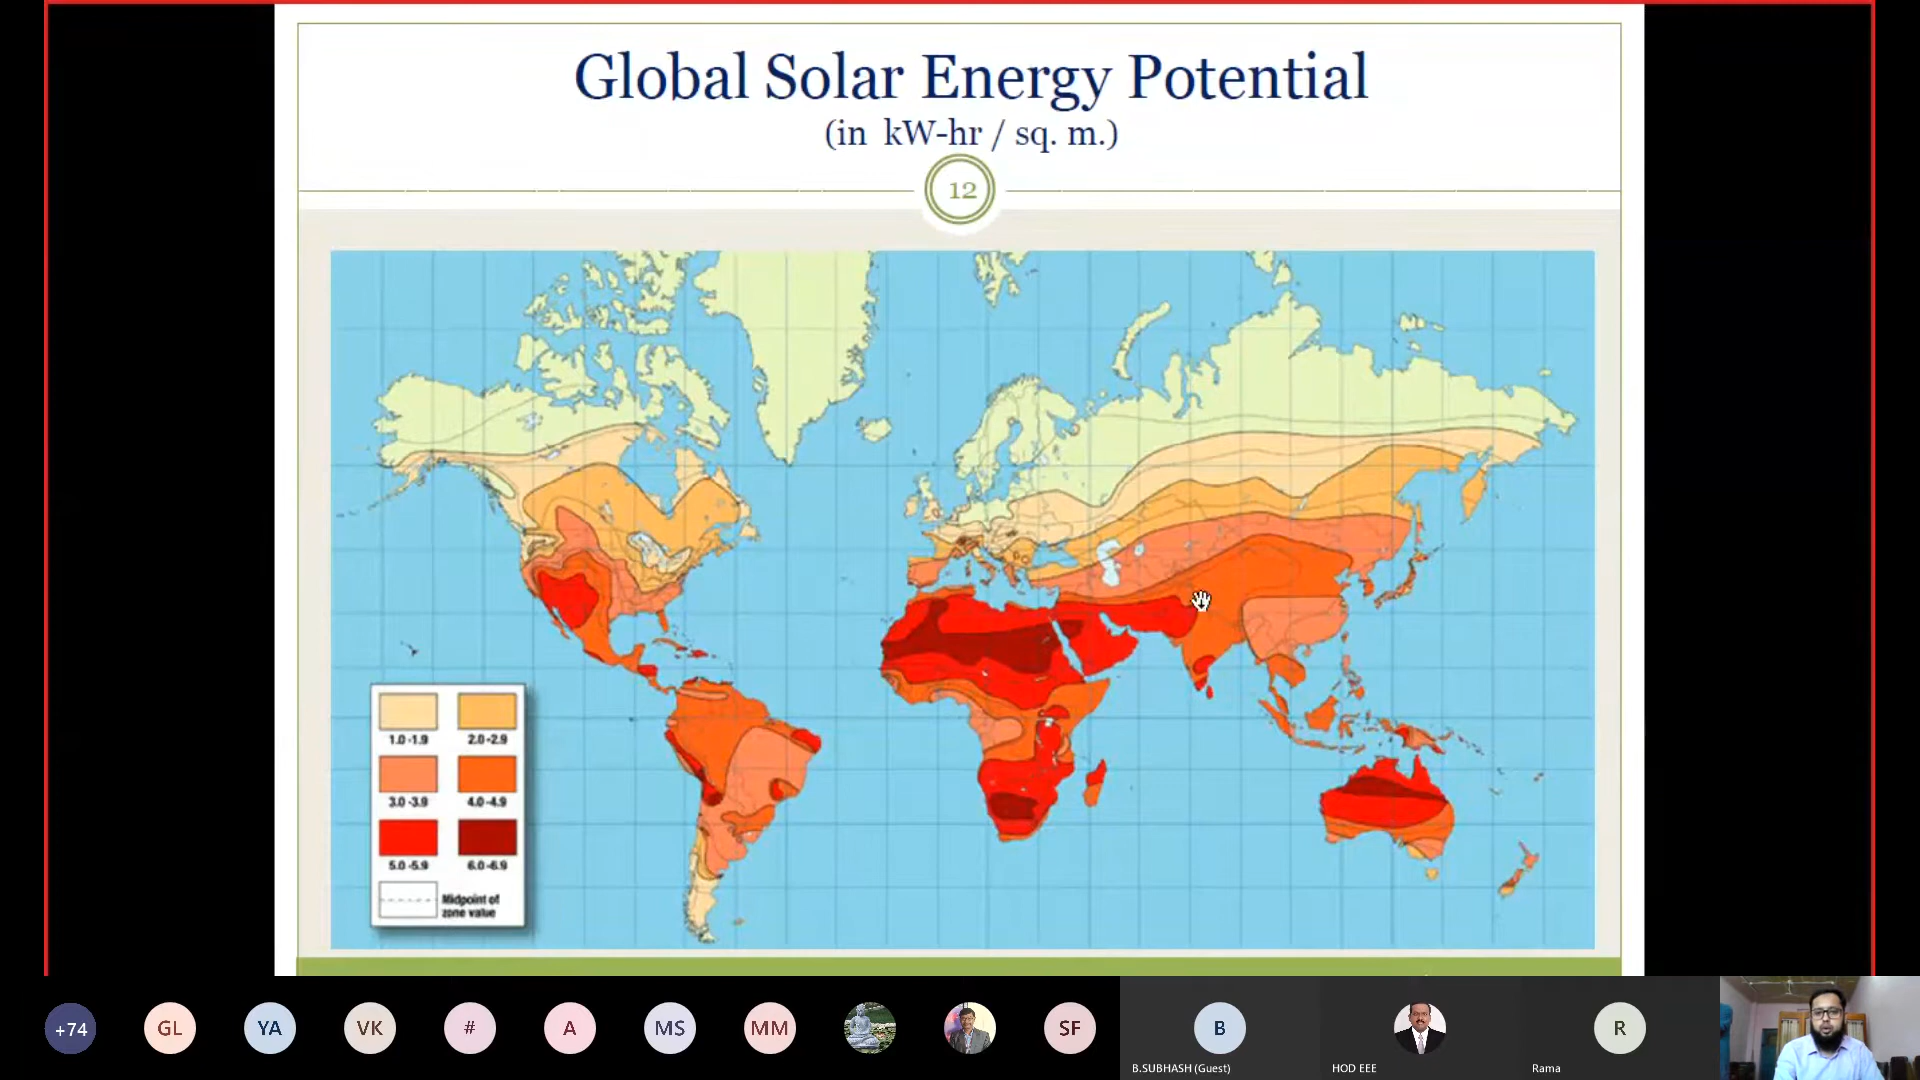 Global Solar Energy Potential
(in kW-hr / sq. m.)
12
1.0-1.9
2.0-2.9
3.0-3.9
4.0-4.9
5.0-5.9
6.0-6.9
Midpoint of
zone value
+74
GL
YA
VK
#
A
MS
MM
SF
B
R
B.SUBHASH (Guest)
HOD EEE
Rama